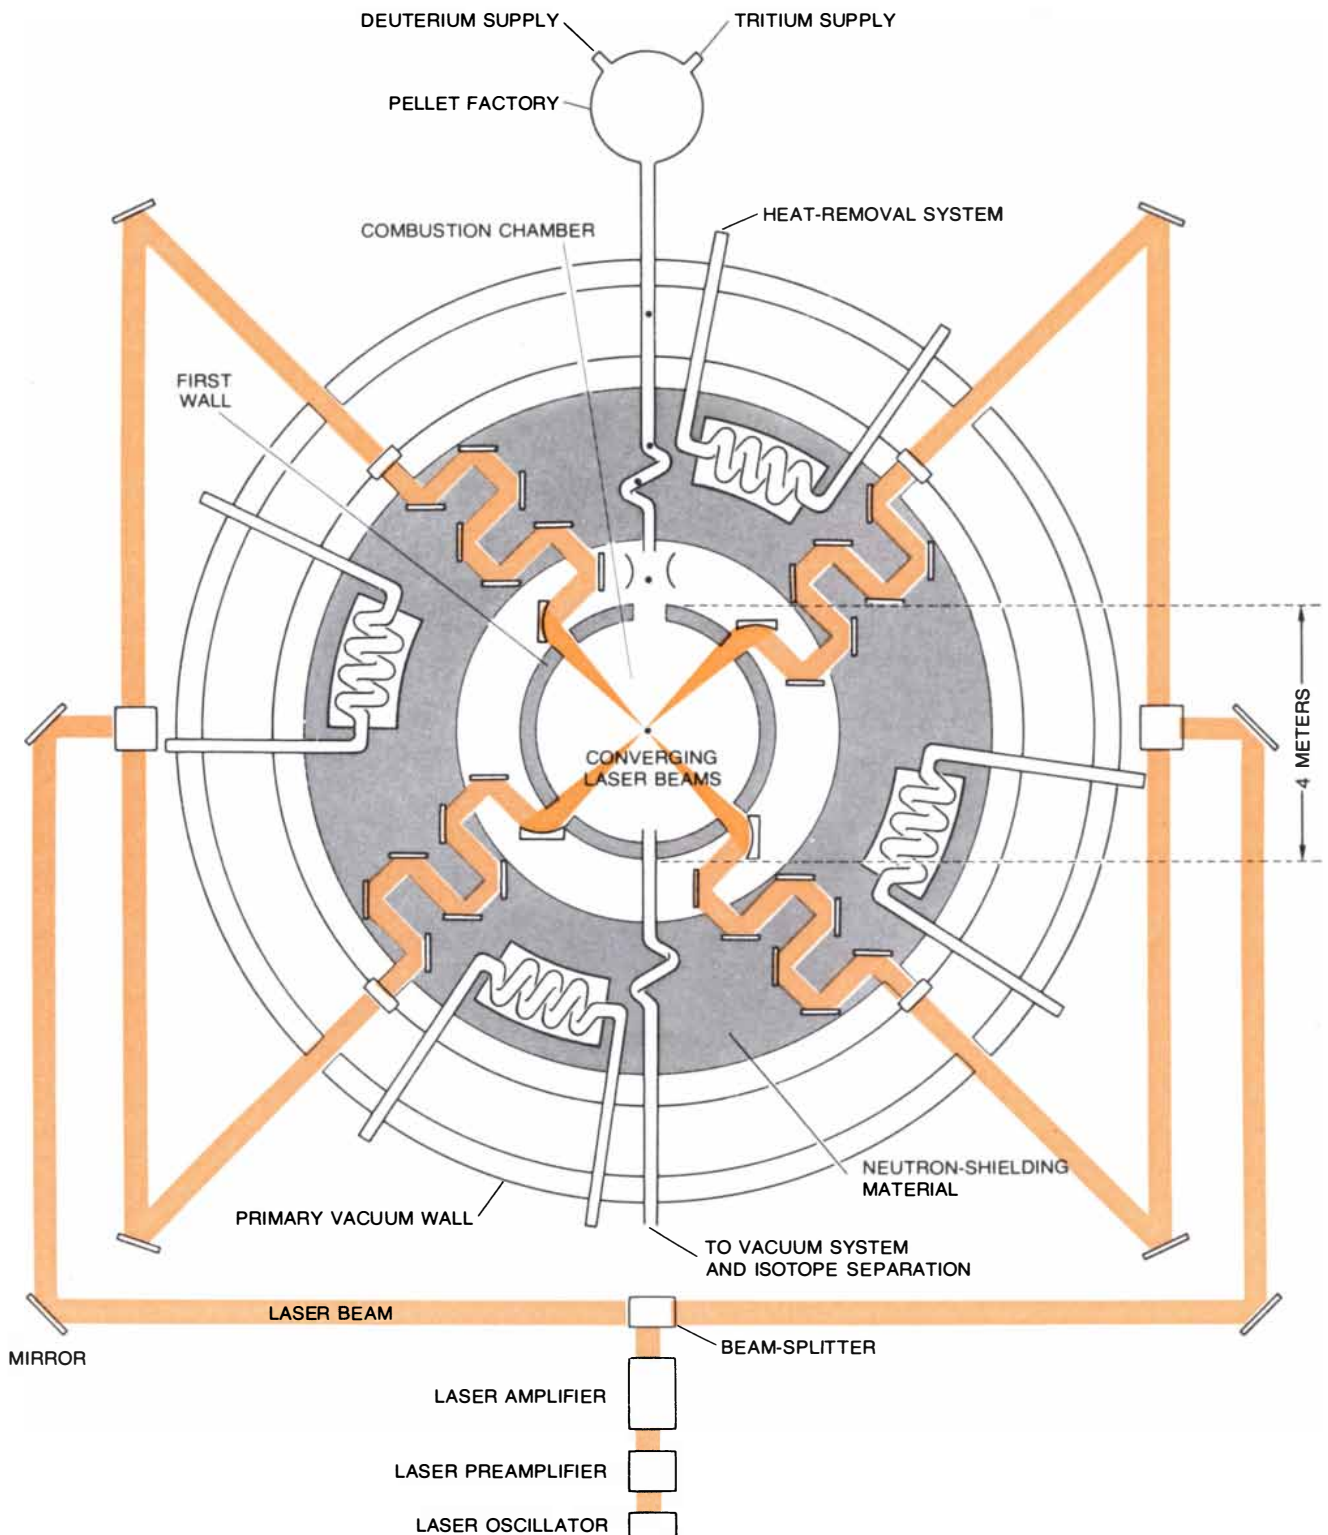 DEUTERIUM SUPPLY
TRITIUM SUPPLY
PELLET FACTORY
HEAT-REMOVAL SYSTEM
COMBUSTION CHAMBER
FIRST
WALL
CONVERGING
LASER BEAMS
4 METERS
NEUTRON-SHIELDING
MATERIAL
PRIMARY VACUUM WALL
TO VACUUM SYSTEM
AND ISOTOPE SEPARATION
LASER BEAM
BEAM-SPLITTER
MIRROR
LASER AMPLIFIER
LASER PREAMPLIFIER
LASER OSCILLATOR